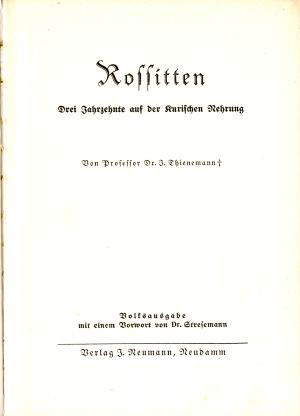 Rossitten
Drei Jahrzehnte auf der Kurischen Nehrung
Von Professor Dr. J. Thienemann †
Volksausgabe
mit einem Vorwort von Dr. Stresemann
Verlag J. Neumann, Neudamm